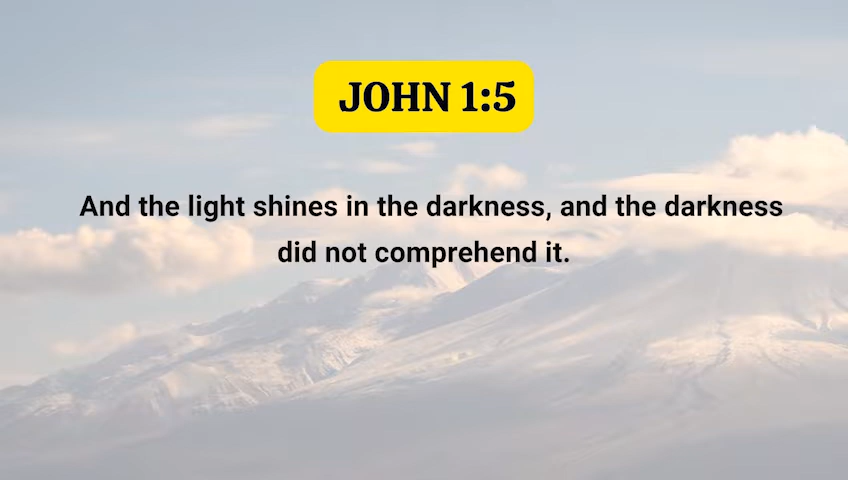 JOHN 1:5
And the light shines in the darkness, and the darkness
did not comprehend it.